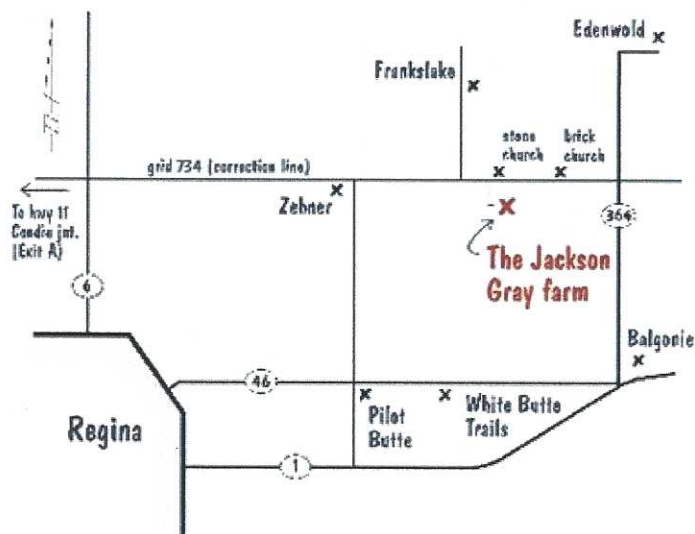 Edenwold
Frankslake
stone
church
brick
church
grid 734 (correction line)
To hwy 11
Condie jnt.
(Exit A)
Zehner
364
The Jackson
Gray farm
6
Balgonie
46
Pilot
Butte
White Butte
Trails
Regina
1